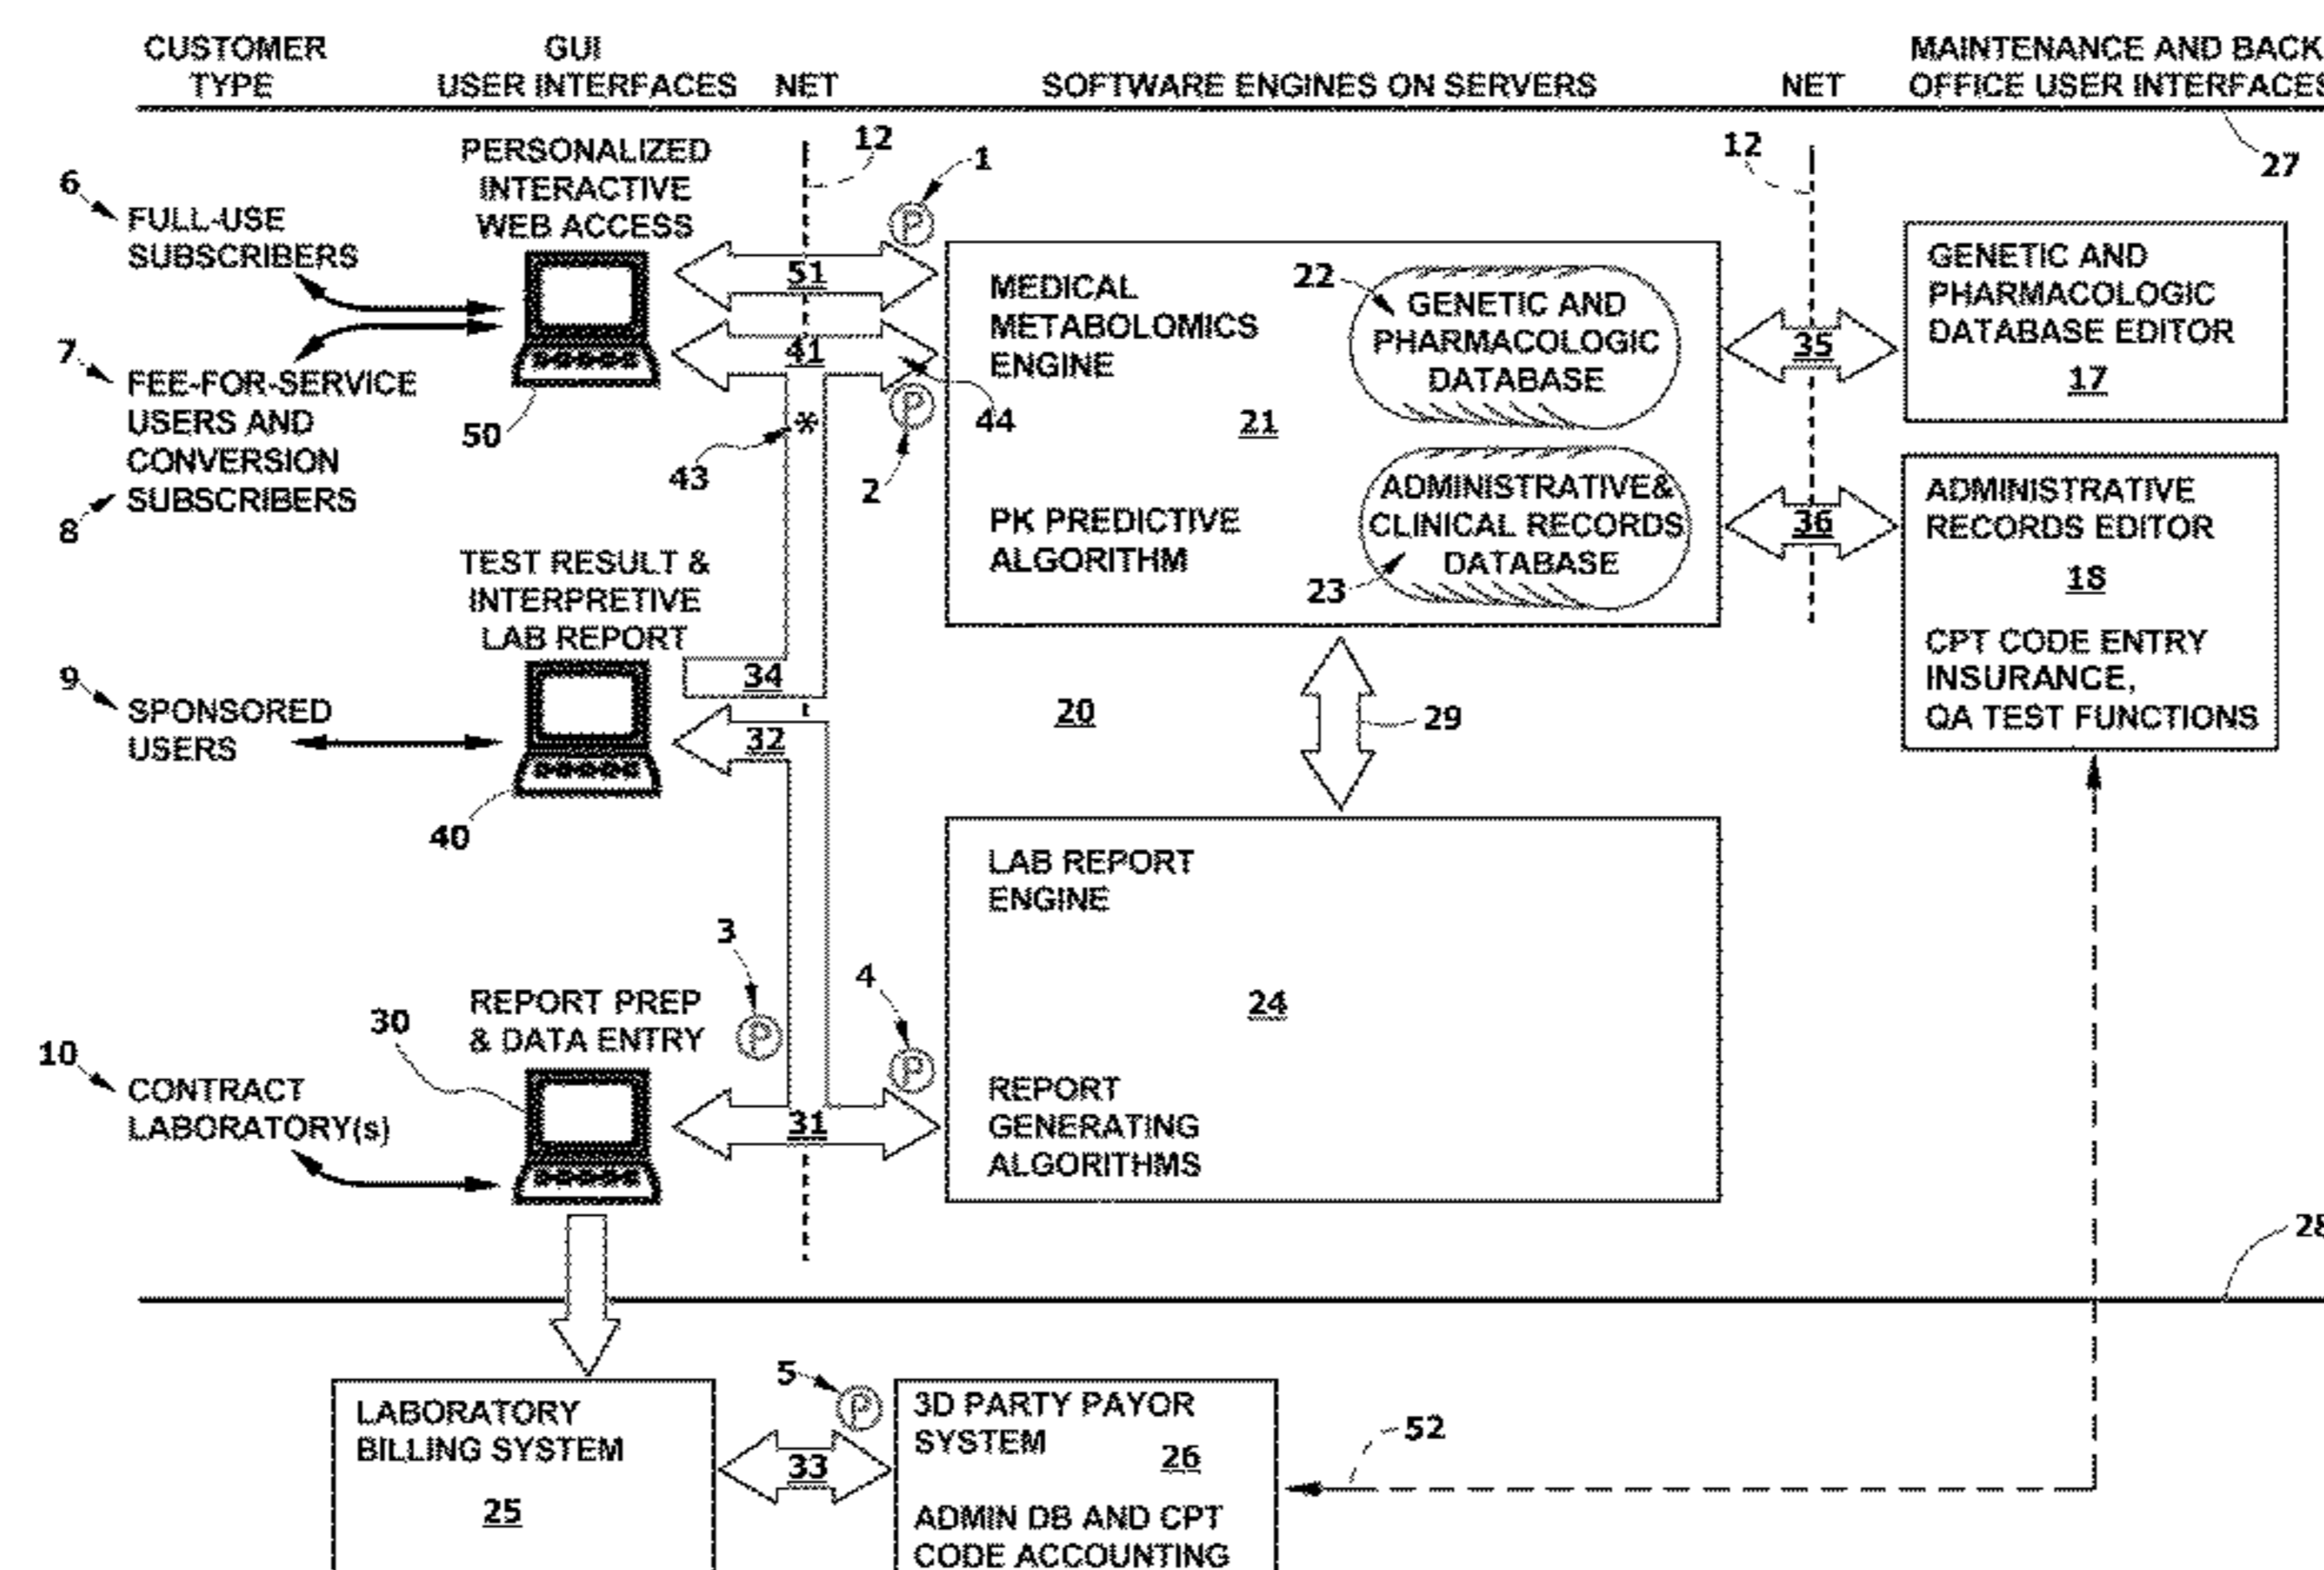 CUSTOMER
TYPE
GUI
USER INTERFACES
NET
SOFTWARE ENGINES ON SERVERS
NET
MAINTENANCE AND BACK
OFFICE USER INTERFACES
27
6
FULL-USE
SUBSCRIBERS
7
FEE-FOR-SERVICE
USERS AND
CONVERSION
SUBSCRIBERS
8
PERSONALIZED
INTERACTIVE
WEB ACCESS
50
12
P
1
51
41
44
*
43
P
2
MEDICAL
METABOLOMICS
ENGINE
21
PK PREDICTIVE
ALGORITHM
22
GENETIC AND
PHARMACOLOGIC
DATABASE
ADMINISTRATIVE&
CLINICAL RECORDS
DATABASE
23
12
35
36
GENETIC AND
PHARMACOLOGIC
DATABASE EDITOR
17
ADMINISTRATIVE
RECORDS EDITOR
18
CPT CODE ENTRY
INSURANCE,
QA TEST FUNCTIONS
9
SPONSORED
USERS
TEST RESULT &
INTERPRETIVE
LAB REPORT
40
34
32
20
29
10
CONTRACT
LABORATORY(s)
30
REPORT PREP
& DATA ENTRY
3
P
4
P
31
LAB REPORT
ENGINE
24
REPORT
GENERATING
ALGORITHMS
28
LABORATORY
BILLING SYSTEM
25
5
P
33
3D PARTY PAYOR
SYSTEM
26
ADMIN DB AND CPT
CODE ACCOUNTING
52